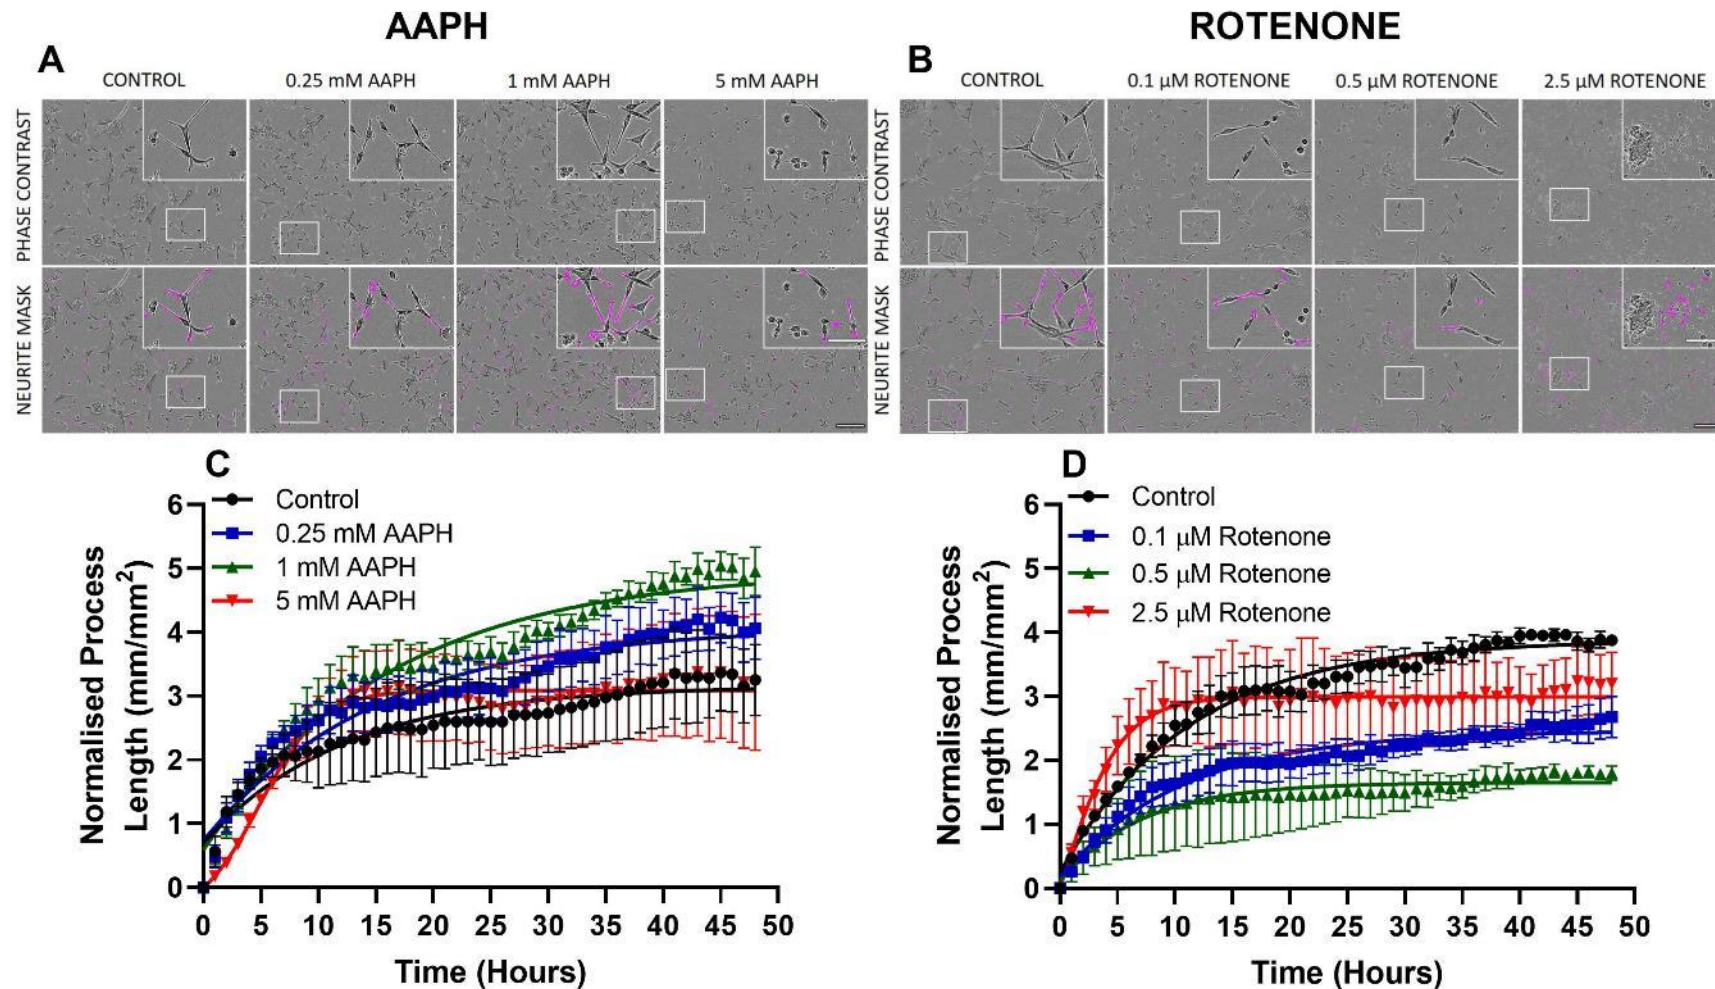 AAPH
ROTENONE
A
B
CONTROL
0.25 mM AAPH
1 mM AAPH
5 mM AAPH
CONTROL
0.1 µM ROTENONE
0.5 µM ROTENONE
2.5 µM ROTENONE
PHASE CONTRAST
NEURITE MASK
PHASE CONTRAST
NEURITE MASK
C
Control
0.25 mM AAPH
1 mM AAPH
5 mM AAPH
Normalised Process
Length (mm/mm²)
6
5
4
3
2
1
0
0 5 10 15 20 25 30 35 40 45 50
Time (Hours)
D
Control
0.1 µM Rotenone
0.5 µM Rotenone
2.5 µM Rotenone
Normalised Process
Length (mm/mm²)
6
5
4
3
2
1
0
0 5 10 15 20 25 30 35 40 45 50
Time (Hours)